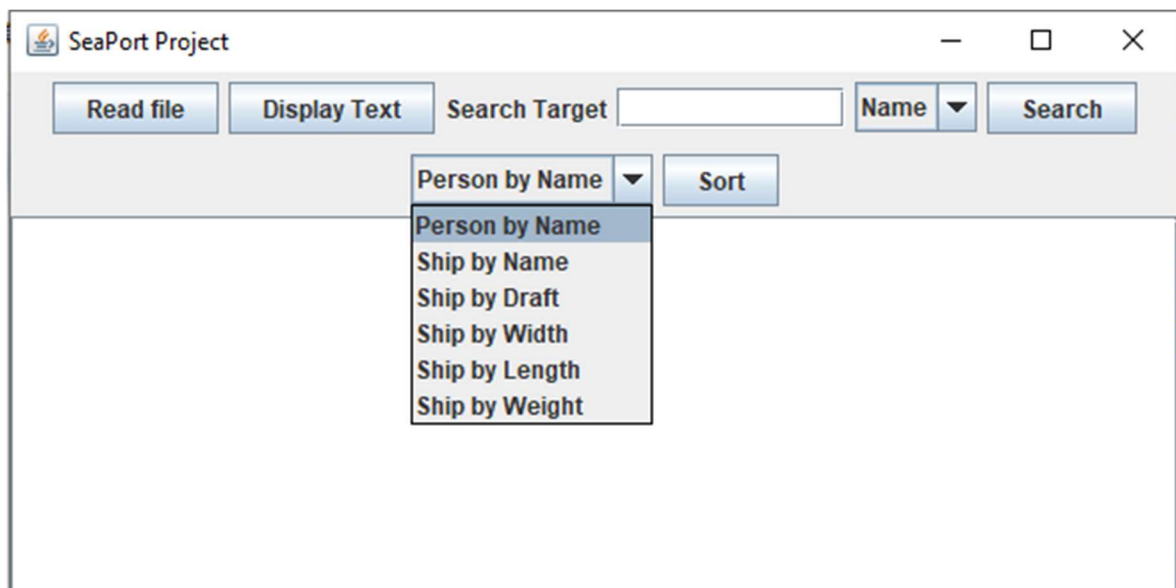 SeaPort Project
Read file Display Text Search Target Name Search
Person by Name Sort
Person by Name
Ship by Name
Ship by Draft
Ship by Width
Ship by Length
Ship by Weight